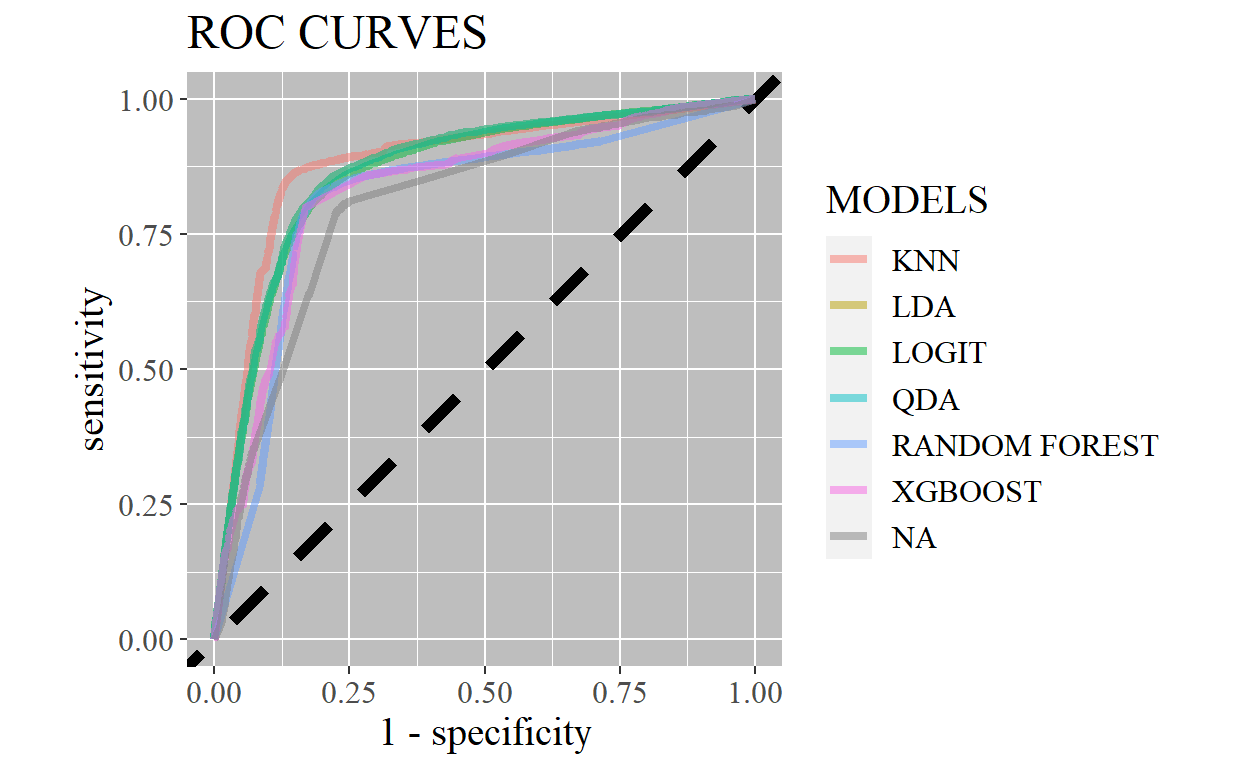 ROC CURVES
1.00
0.75
0.50
0.25
0.00
sensitivity
0.00 0.25 0.50 0.75 1.00
1 - specificity
MODELS
KNN
LDA
LOGIT
QDA
RANDOM FOREST
XGBOOST
NA